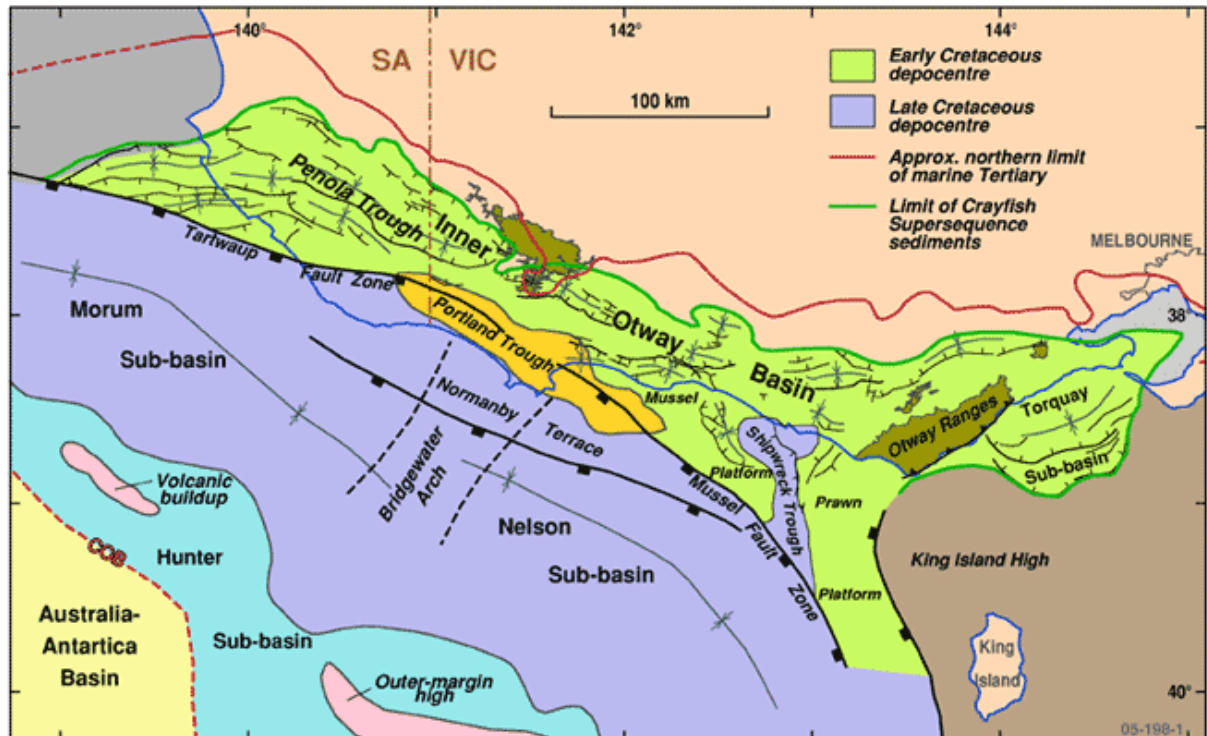 140°
142°
144°
SA
VIC
100 km
Early Cretaceous
depocentre
Late Cretaceous
depocentre
Approx. northern limit
of marine Tertiary
Limit of Crayfish
Supersequence
sediments
MELBOURNE
38°
Penola Trough
Inner
Otway
Basin
Tartwaup
Fault Zone
Portland Trough
Morum
Sub-basin
Normanby
Terrace
Mussel
Platform
Shipwreck Trough
Otway Ranges
Torquay
Sub-basin
Bridgewater
Arch
Mussel
Fault
Zone
Prawn
Platform
Nelson
Sub-basin
King Island High
Volcanic
buildup
COB
Hunter
Sub-basin
Australia-
Antartica
Basin
Outer-margin
high
King
Island
40°
05-198-1